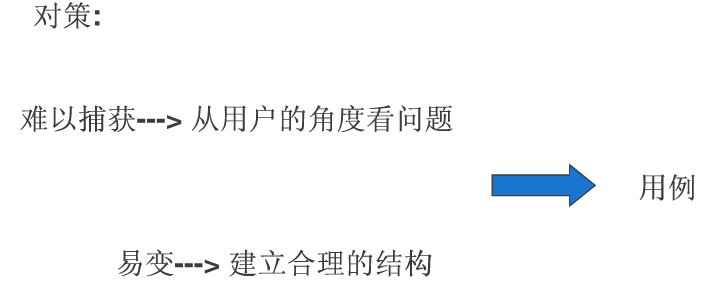 对策:
难以捕获---> 从用户的角度看问题
用例
易变---> 建立合理的结构